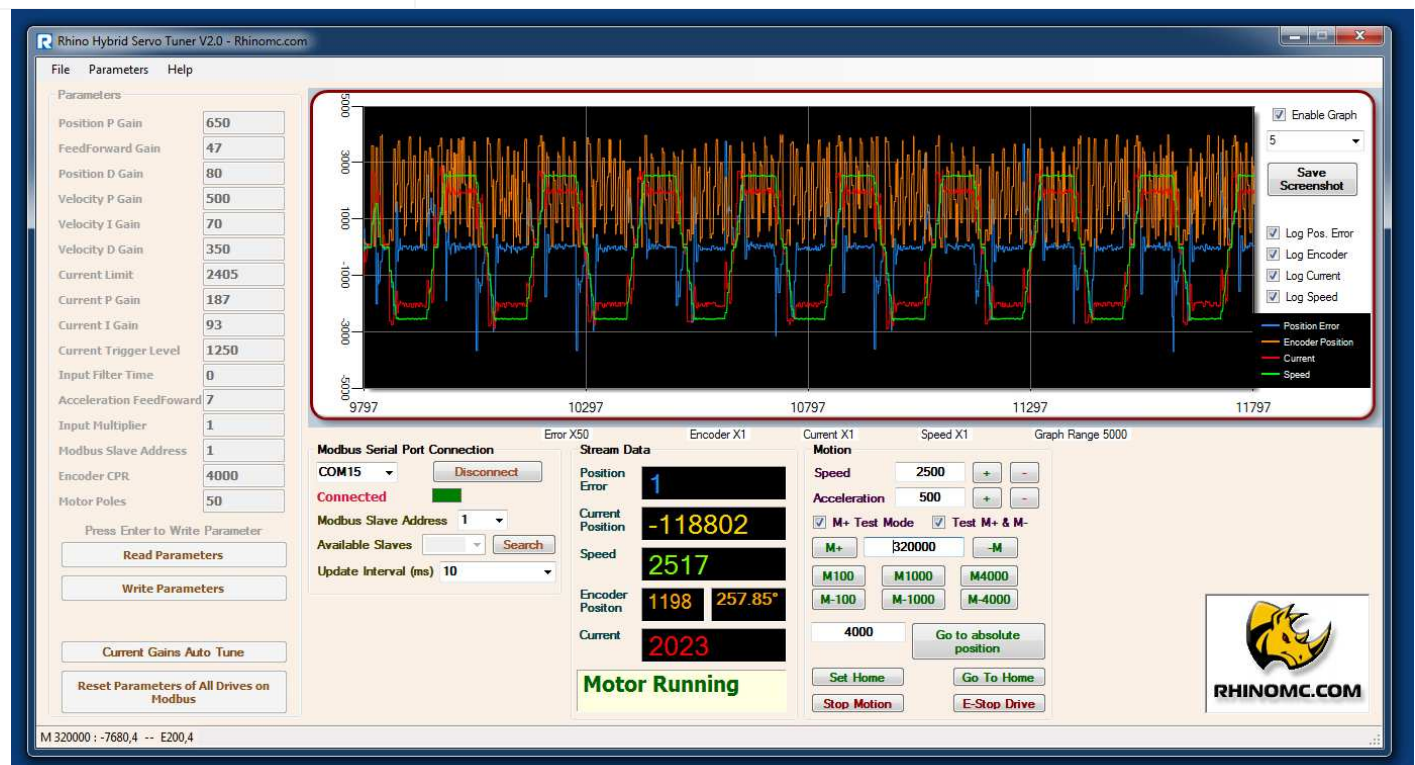 Rhino Hybrid Servo Tuner V2.0 - Rhinomc.com
File Parameters Help
Parameters
Position P Gain 650
FeedForward Gain 47
Position D Gain 80
Velocity P Gain 500
Velocity I Gain 70
Velocity D Gain 350
Current Limit 2405
Current P Gain 187
Current I Gain 93
Current Trigger Level 1250
Input Filter Time 0
Acceleration FeedFoward 7
Input Multiplier 1
Modbus Slave Address 1
Encoder CPR 4000
Motor Poles 50
Press Enter to Write Parameter
Read Parameters
Write Parameters
Current Gains Auto Tune
Reset Parameters of All Drives on
Modbus
5000
3000
1000
-1000
-3000
-5000
9797 10297 10797 11297 11797
Enable Graph
5
Save
Screenshot
Log Pos. Error
Log Encoder
Log Current
Log Speed
Position Error
Encoder Position
Current
Speed
Error X50 Encoder X1 Current X1 Speed X1 Graph Range 5000
Modbus Serial Port Connection
COM15 Disconnect
Connected
Modbus Slave Address 1
Available Slaves Search
Update Interval (ms) 10
Stream Data
Position
Error 1
Current
Position -118802
Speed 2517
Encoder
Positon 1198 257.85°
Current 2023
Motor Running
Motion
Speed 2500 + -
Acceleration 500 + -
M+ Test Mode Test M+ & M-
M+ 320000 -M
M100 M1000 M4000
M-100 M-1000 M-4000
4000 Go to absolute
position
Set Home Go To Home
Stop Motion E-Stop Drive
RHINOMC.COM
M 320000 : -7680,4 -- E200,4